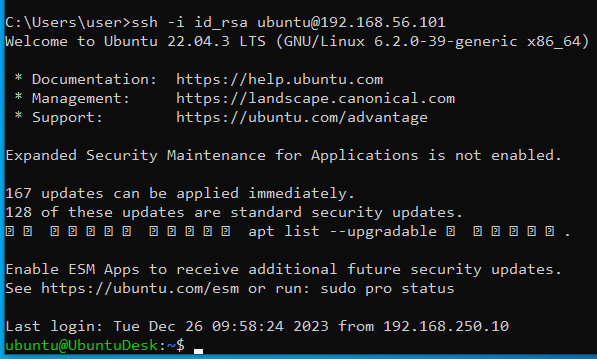 C:\Users\user>ssh -i id_rsa ubuntu@192.168.56.101
Welcome to Ubuntu 22.04.3 LTS (GNU/Linux 6.2.0-39-generic x86_64)
* Documentation: https://help.ubuntu.com
* Management: https://landscape.canonical.com
* Support: https://ubuntu.com/advantage
Expanded Security Maintenance for Applications is not enabled.
167 updates can be applied immediately.
128 of these updates are standard security updates.
apt list --upgradable .
Enable ESM Apps to receive additional future security updates.
See https://ubuntu.com/esm or run: sudo pro status
Last login: Tue Dec 26 09:58:24 2023 from 192.168.250.10
ubuntu@UbuntuDesk:~$